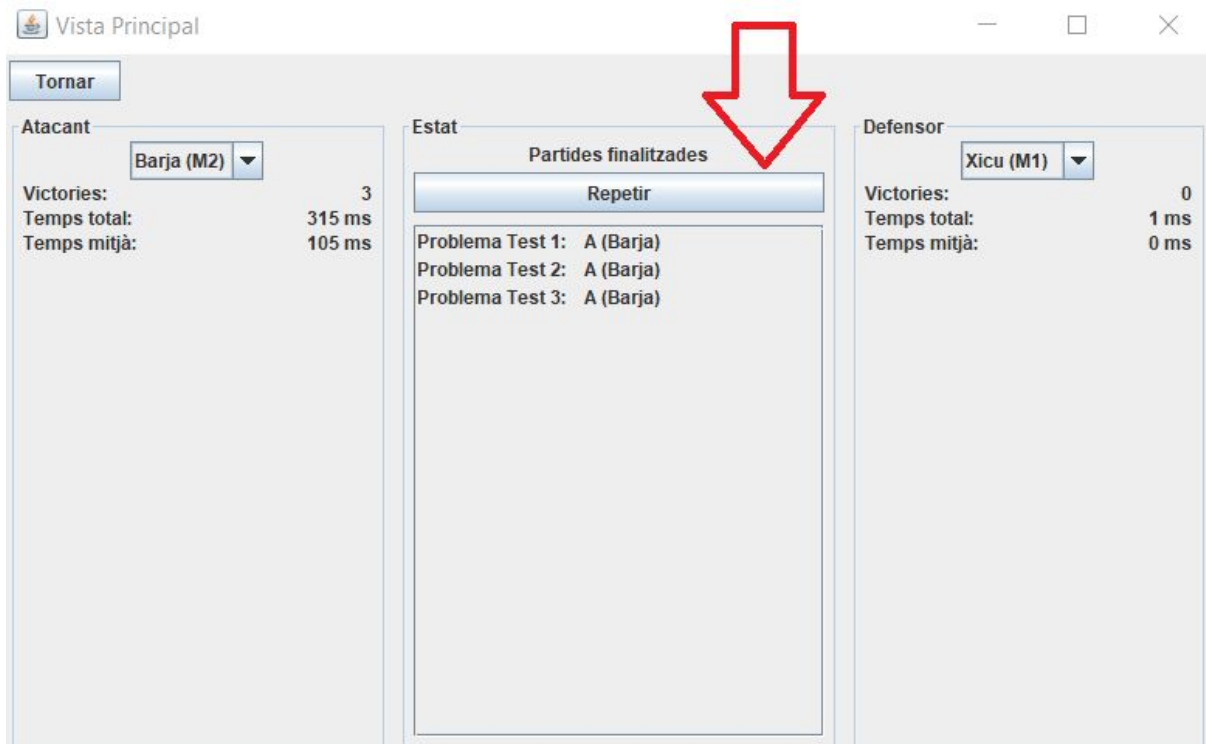 Vista Principal
Tornar
Atacant
Barja (M2)
Victories: 3
Temps total: 315 ms
Temps mitjà: 105 ms
Estat
Partides finalitzades
Repetir
Problema Test 1: A (Barja)
Problema Test 2: A (Barja)
Problema Test 3: A (Barja)
Defensor
Xicu (M1)
Victories: 0
Temps total: 1 ms
Temps mitjà: 0 ms